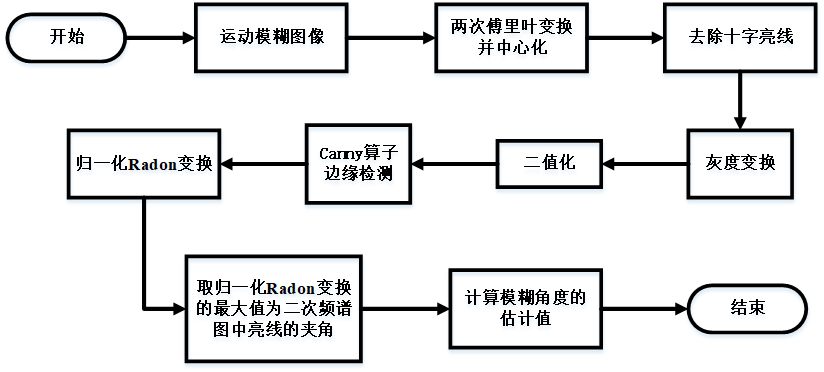 开始
运动模糊图像
两次傅里叶变换
并中心化
去除十字亮线
灰度变换
二值化
Canny算子
边缘检测
归一化Radon变换
取归一化Radon变换
的最大值为二次频谱
图中亮线的夹角
计算模糊角度的
估计值
结束